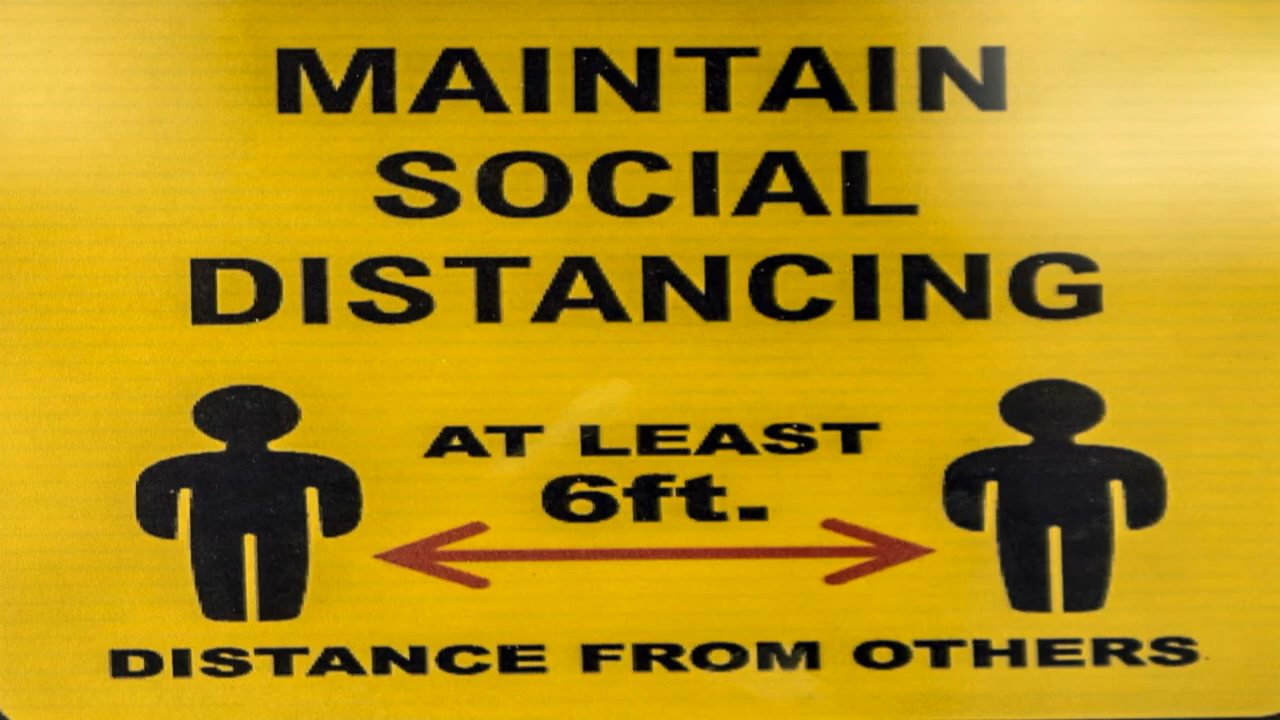 MAINTAIN
SOCIAL
DISTANCING
AT LEAST
6ft.
DISTANCE FROM OTHERS